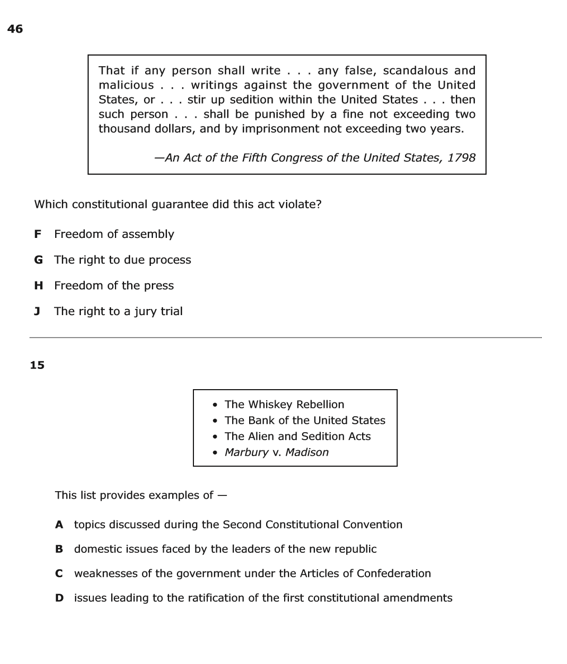 46
That if any person shall write . . . any false, scandalous and
malicious . . . writings against the government of the United
States, or . . . stir up sedition within the United States . . . then
such person . . . shall be punished by a fine not exceeding two
thousand dollars, and by imprisonment not exceeding two years.
—An Act of the Fifth Congress of the United States, 1798
Which constitutional guarantee did this act violate?
F Freedom of assembly
G The right to due process
H Freedom of the press
J The right to a jury trial
15
• The Whiskey Rebellion
• The Bank of the United States
• The Alien and Sedition Acts
• Marbury v. Madison
This list provides examples of —
A topics discussed during the Second Constitutional Convention
B domestic issues faced by the leaders of the new republic
C weaknesses of the government under the Articles of Confederation
D issues leading to the ratification of the first constitutional amendments